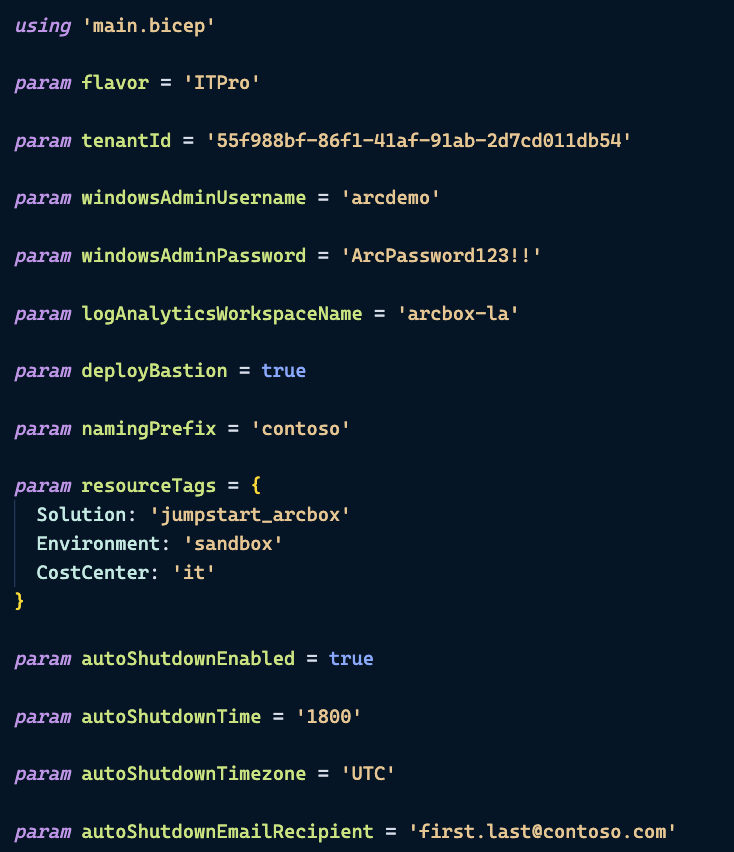 using 'main.bicep'
param flavor = 'ITPro'
param tenantId = '55f988bf-86f1-41af-91ab-2d7cd011db54'
param windowsAdminUsername = 'arcdemo'
param windowsAdminPassword = 'ArcPassword123!!'
param logAnalyticsWorkspaceName = 'arcbox-la'
param deployBastion = true
param namingPrefix = 'contoso'
param resourceTags = {
  Solution: 'jumpstart_arcbox'
  Environment: 'sandbox'
  CostCenter: 'it'
}
param autoShutdownEnabled = true
param autoShutdownTime = '1800'
param autoShutdownTimezone = 'UTC'
param autoShutdownEmailRecipient = 'first.last@contoso.com'